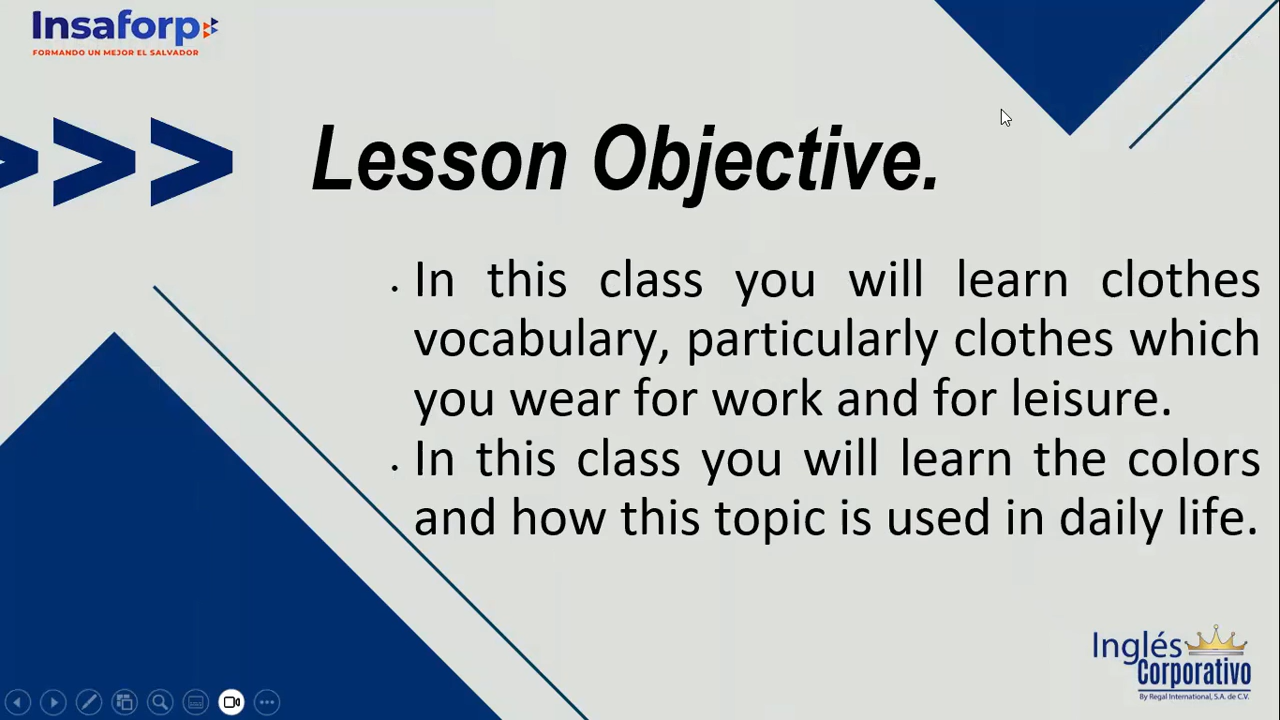 Insaforp
FORMANDO UN MEJOR EL SALVADOR
>>>
Lesson Objective.
. In this class you will learn clothes
vocabulary, particularly clothes which
you wear for work and for leisure.
. In this class you will learn the colors
and how this topic is used in daily life.
Inglés
Corporativo
By Regal International, S.A. de C.V.